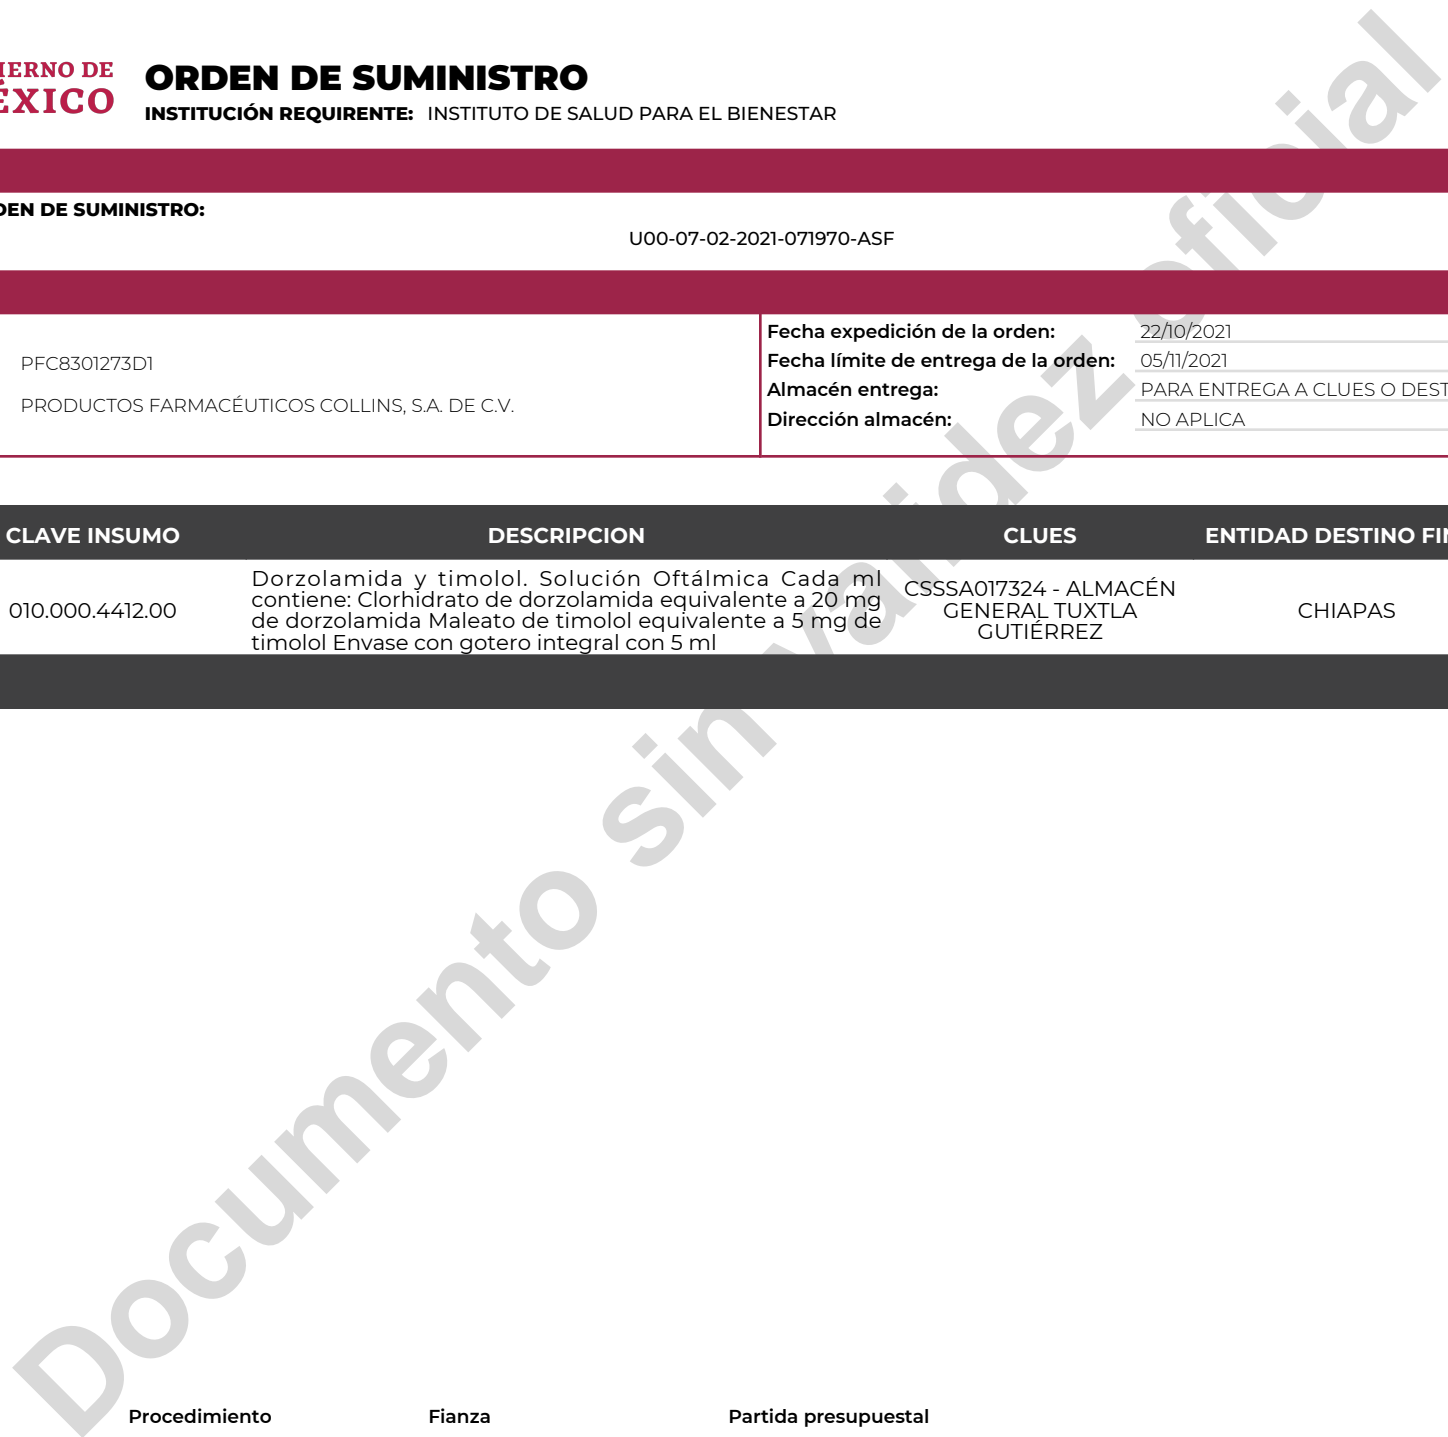 IERNO DE
ÉXICO
ORDEN DE SUMINISTRO
INSTITUCIÓN REQUIRENTE: INSTITUTO DE SALUD PARA EL BIENESTAR
DEN DE SUMINISTRO:
U00-07-02-2021-071970-ASF
PFC8301273D1
PRODUCTOS FARMACÉUTICOS COLLINS, S.A. DE C.V.
Fecha expedición de la orden: 22/10/2021
Fecha límite de entrega de la orden: 05/11/2021
Almacén entrega: PARA ENTREGA A CLUES O DEST
Dirección almacén: NO APLICA
CLAVE INSUMO DESCRIPCION CLUES ENTIDAD DESTINO FIN
010.000.4412.00
Dorzolamida y timolol. Solución Oftálmica Cada ml
contiene: Clorhidrato de dorzolamida equivalente a 20 mg
de dorzolamida Maleato de timolol equivalente a 5 mg de
timolol Envase con gotero integral con 5 ml
CSSSA017324 - ALMACÉN
GENERAL TUXTLA
GUTIÉRREZ
CHIAPAS
Documento sin validez oficial
Procedimiento Fianza Partida presupuestal